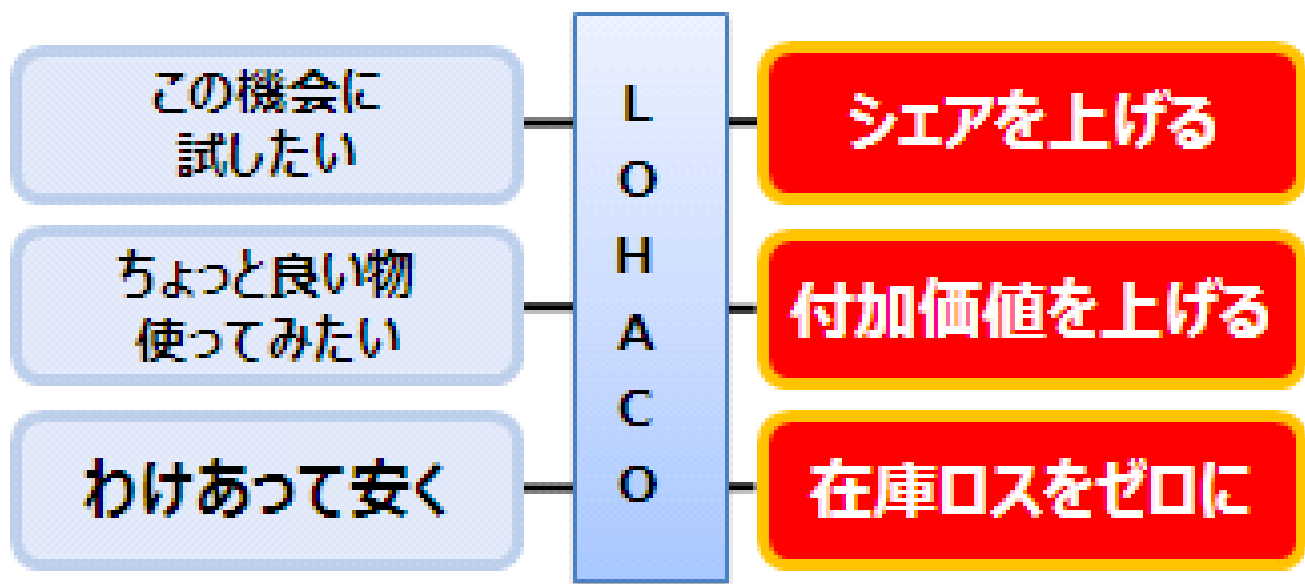 この機会に
試したい
ちょっと良い物
使ってみたい
わけあって安く
LOHACO
シェアを上げる
付加価値を上げる
在庫ロスをゼロに